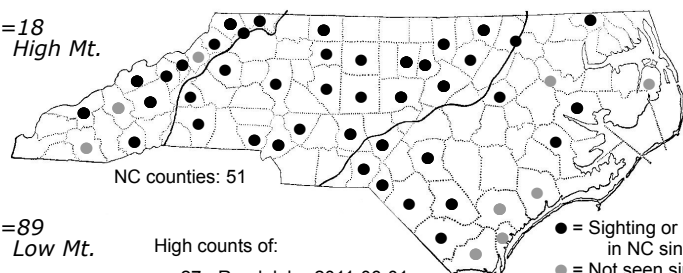 =18
High Mt.
NC counties: 51
=89
Low Mt.
High counts of:
= Sighting or
in NC sin
= Not seen si